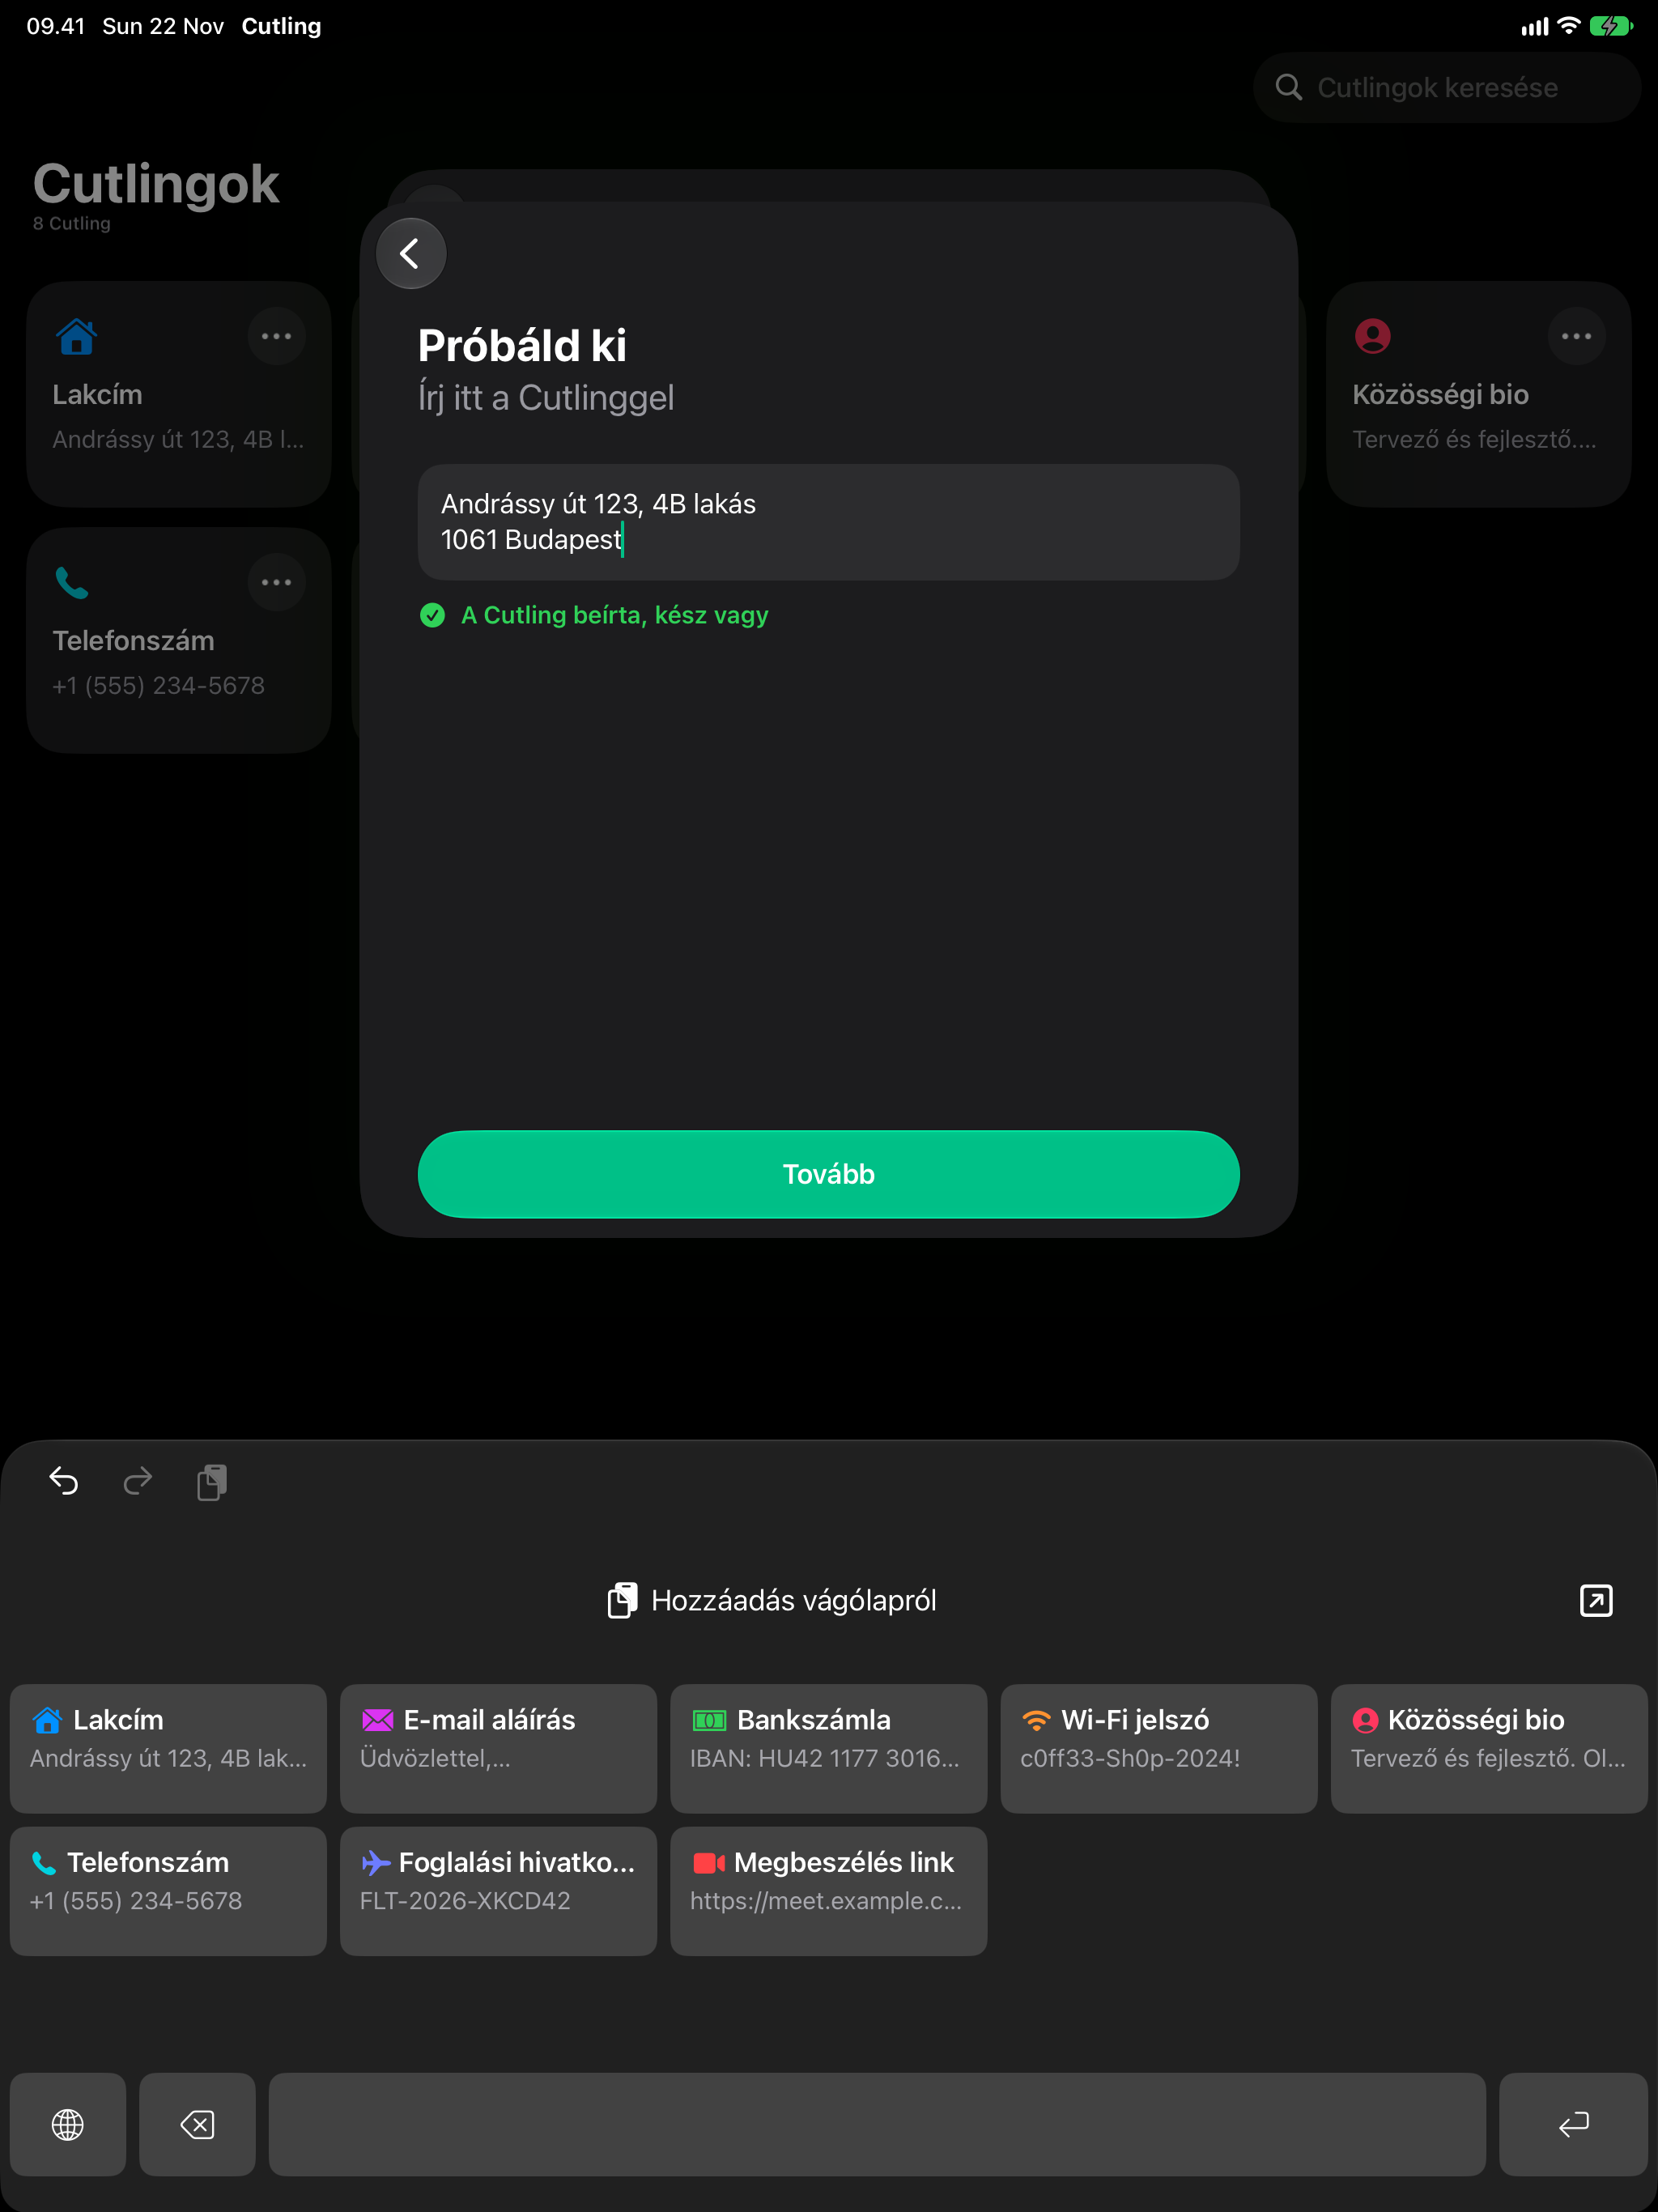 09.41 Sun 22 Nov Cutling
Cutlingok keresése
Cutlingok
8 Cutling
Lakcím
Andrássy út 123, 4B l...
Telefonszám
+1 (555) 234-5678
Közösségi bio
Tervező és fejlesztő....
Próbáld ki
Írj itt a Cutlinggel
Andrássy út 123, 4B lakás
1061 Budapest
A Cutling beírta, kész vagy
Tovább
Hozzáadás vágólapról
Lakcím
Andrássy út 123, 4B lak...
E-mail aláírás
Üdvözlettel,...
Bankszámla
IBAN: HU42 1177 3016...
Wi-Fi jelszó
c0ff33-Sh0p-2024!
Közösségi bio
Tervező és fejlesztő. Ol...
Telefonszám
+1 (555) 234-5678
Foglalási hivatko...
FLT-2026-XKCD42
Megbeszélés link
https://meet.example.c...